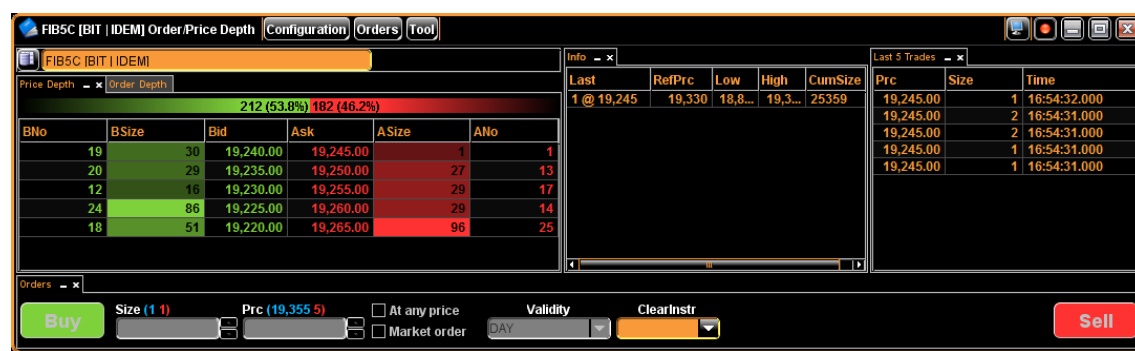 FIB5C [BIT | IDEM] Order/Price Depth Configuration Orders Tool
FIB5C [BIT | IDEM]
Price Depth Order Depth
212 (53.8%) 182 (46.2%)
BNo BSize Bid Ask ASize ANo
19 30 19,240.00 19,245.00 1 1
20 29 19,235.00 19,250.00 27 13
12 16 19,230.00 19,255.00 29 17
24 86 19,225.00 19,260.00 29 14
18 51 19,220.00 19,265.00 96 25
Info
Last RefPrc Low High CumSize
1 @ 19,245 19,330 18,8... 19,3... 25359
Last 5 Trades
Prc Size Time
19,245.00 1 16:54:32.000
19,245.00 2 16:54:31.000
19,245.00 2 16:54:31.000
19,245.00 1 16:54:31.000
19,245.00 1 16:54:31.000
Orders
Buy Size (1 1) Prc (19,355 5) At any price Validity ClearInstr Sell
Market order DAY